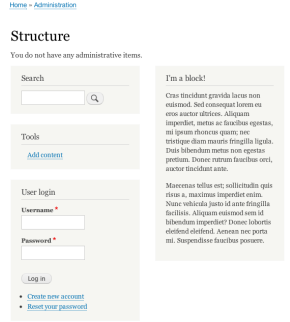 Home » Administration
Structure
You do not have any administrative items.
Search
Tools
Add content
User login
Username *
Password *
Log in
Create new account
Reset your password
I'm a block!
Cras tincidunt gravida lacus non
euismod. Sed consequat lorem eu
eros auctor ultrices. Aliquam
imperdiet, metus ac faucibus egestas,
mi ipsum rhoncus quam; nec
tristique diam mauris fringilla ligula.
Duis bibendum metus non egestas
pretium. Donec rutrum faucibus orci,
auctor tincidunt ante.
Maecenas tellus est; sollicitudin quis
risus a, maximus imperdiet enim.
Nunc vehicula justo id ante fringilla
facilisis. Aliquam euismod sem id
bibendum imperdiet? Donec lobortis
eleifend eleifend. Aenean nec porta
mi. Suspendisse faucibus posuere.